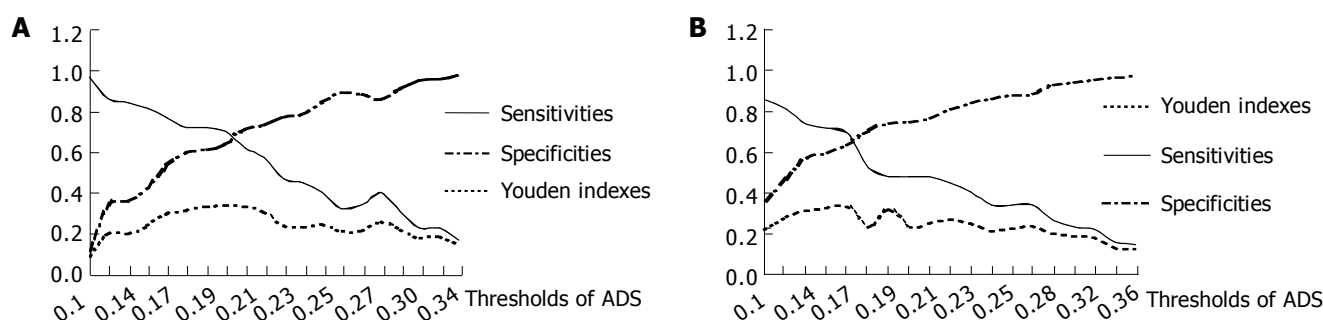 A
1.2
1.0
0.8
0.6
0.4
0.2
0.0
0.1 0.14 0.17 0.19 0.21 0.23 0.25 0.27 0.30 0.34
Thresholds of ADS
Sensitivities
Specificities
Youden indexes
B
1.2
1.0
0.8
0.6
0.4
0.2
0.0
0.1 0.14 0.17 0.19 0.21 0.23 0.25 0.28 0.32 0.36
Thresholds of ADS
Youden indexes
Sensitivities
Specificities